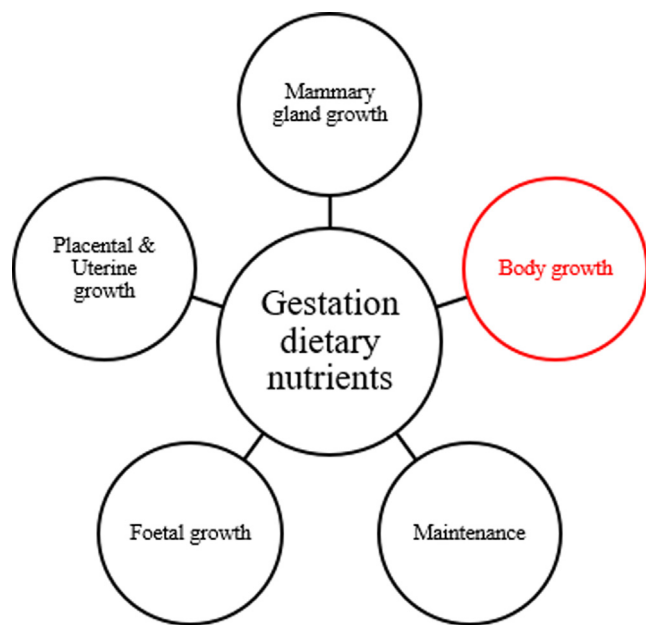 Mammary
gland growth
Placental &
Uterine
growth
Body growth
Gestation
dietary
nutrients
Foetal growth
Maintenance